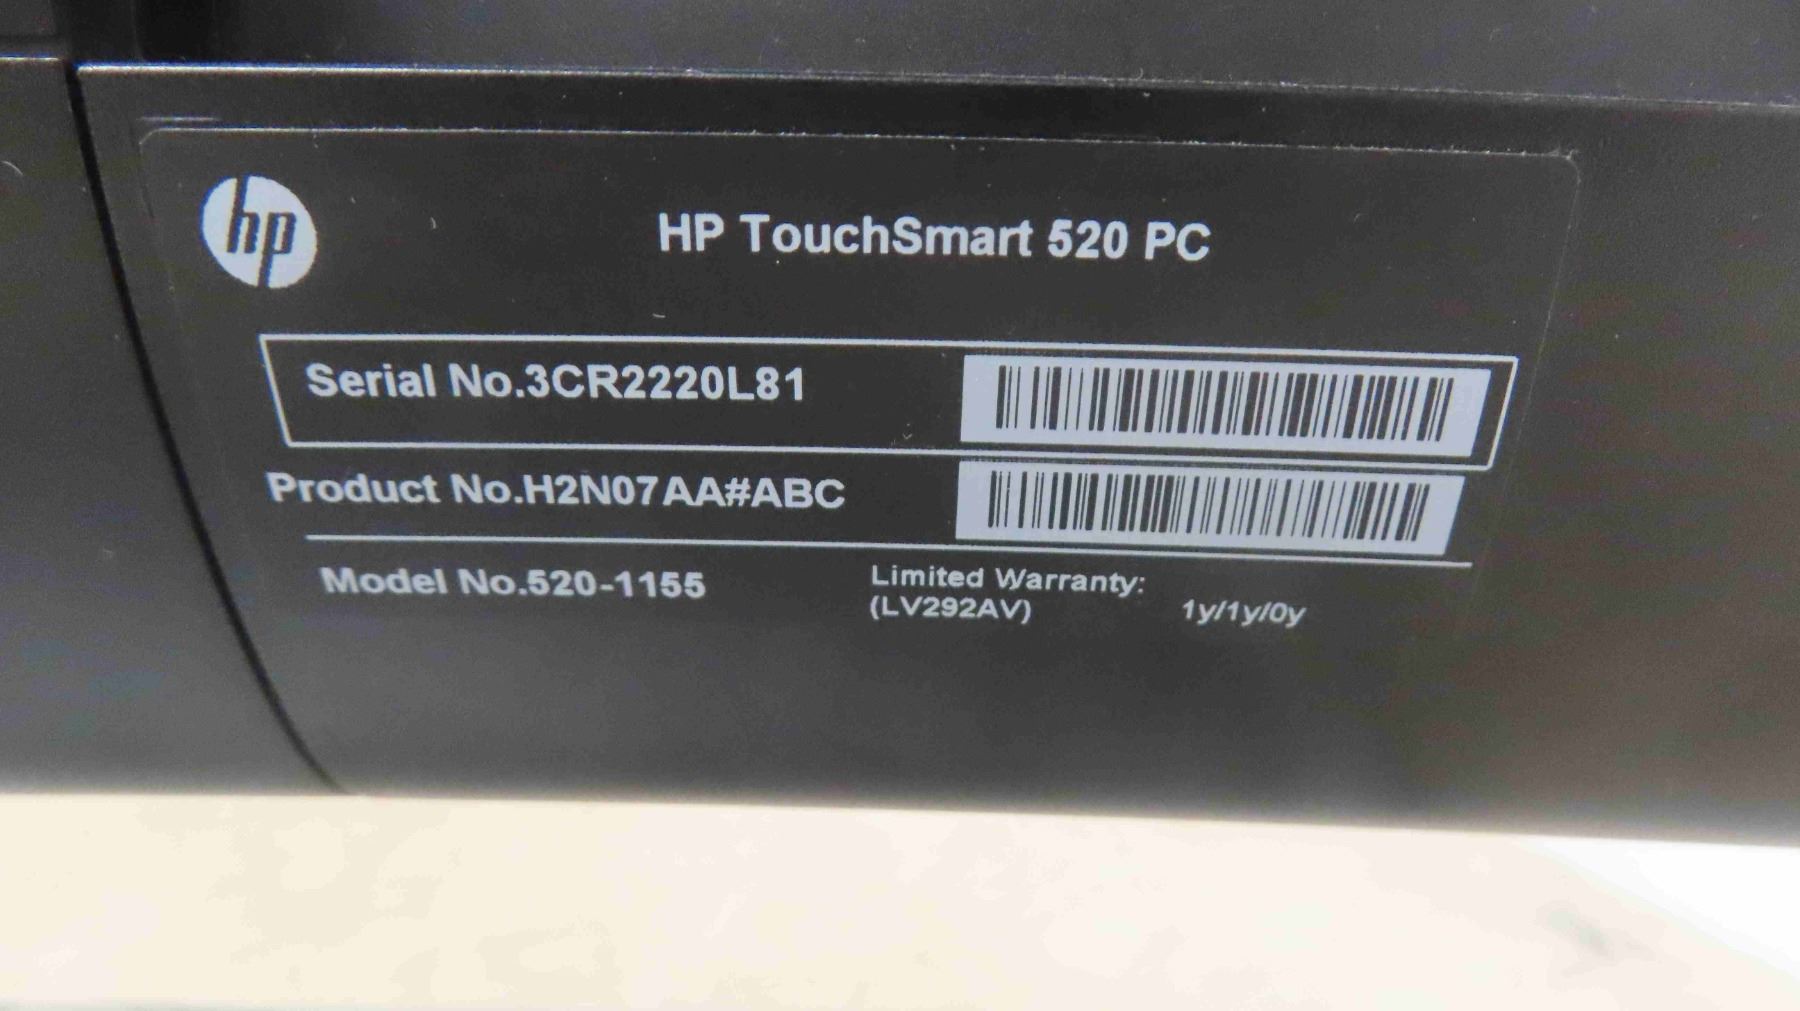 hp
HP TouchSmart 520 PC
Serial No.3CR2220L81
Product No.H2N07AA#ABC
Model No.520-1155
Limited Warranty:
(LV292AV) 1y/1y/0y